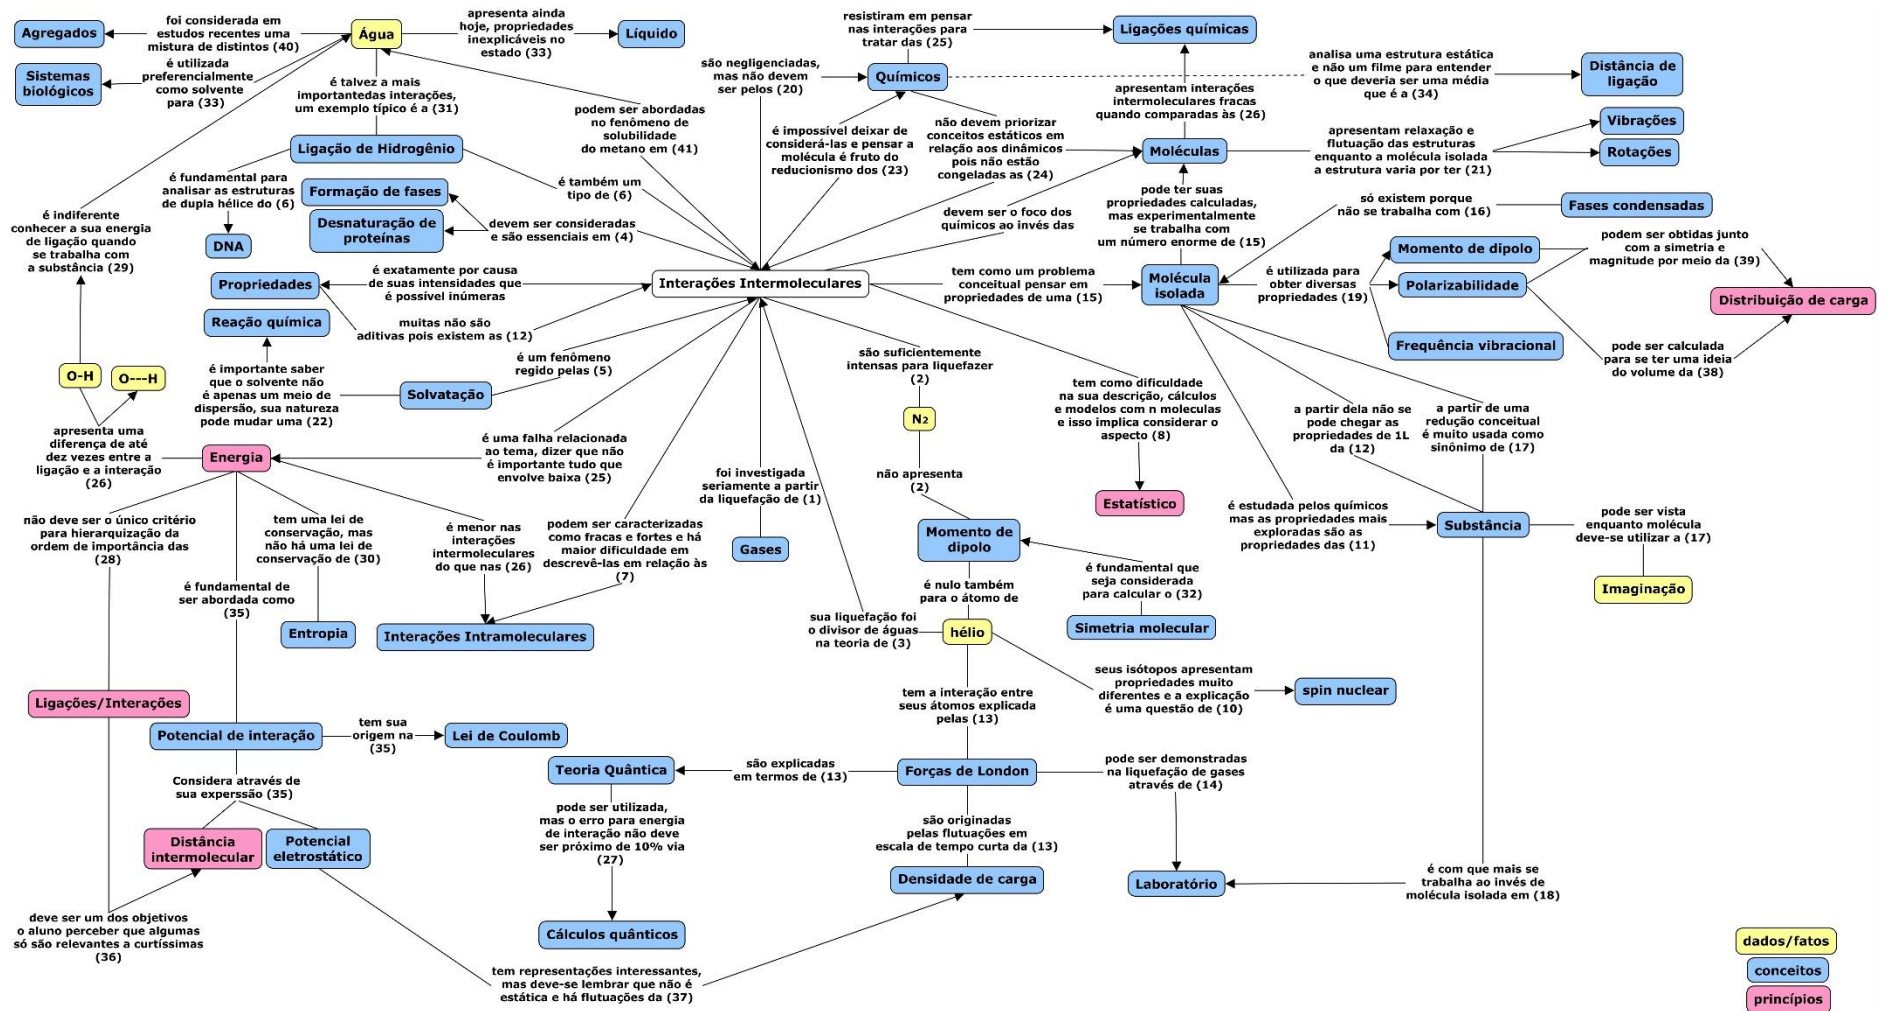 Agregados
foi considerada em
estudos recentes uma
mistura de distintos (40)
Água
apresenta ainda
hoje, propriedades
inexplicáveis no
estado (33)
Líquido
Sistemas
biológicos
é utilizada
preferencialmente
como solvente
para (33)
é talvez a mais
importantedas interações,
um exemplo típico é a (31)
Ligação de Hidrogênio
é fundamental para
analisar as estruturas
de dupla hélice do (6)
DNA
é também um
tipo de (6)
podem ser abordadas
no fenômeno de
solubilidade
do metano em (41)
Formação de fases
Desnaturação de
proteínas
devem ser consideradas
e são essenciais em (4)
é indiferente
conhecer a sua energia
de ligação quando
se trabalha com
a substância (29)
Propriedades
é exatamente por causa
de suas intensidades que
é possível inúmeras
muitas não são
aditivas pois existem as (12)
Interações Intermoleculares
resistiram em pensar
nas interações para
tratar das (25)
Ligações químicas
são negligenciadas,
mas não devem
ser pelos (20)
Químicos
analisa uma estrutura estática
e não um filme para entender
o que deveria ser uma média
que é a (34)
Distância de
ligação
apresentam interações
intermoleculares fracas
quando comparadas às (26)
é impossível deixar de
considerá-las e pensar a
molécula é fruto do
reducionismo dos (23)
não devem priorizar
conceitos estáticos em
relação aos dinâmicos
pois não estão
congeladas as (24)
Moléculas
apresentam relaxação e
flutuação das estruturas
enquanto a molécula isolada
a estrutura varia por ter (21)
Vibrações
Rotações
devem ser o foco dos
químicos ao invés das
pode ter suas
propriedades calculadas,
mas experimentalmente
se trabalha com
um número enorme de (15)
só existem porque
não se trabalha com (16)
Fases condensadas
tem como um problema
conceitual pensar em
propriedades de uma (15)
Molécula
isolada
é utilizada para
obter diversas
propriedades (19)
Momento de dipolo
Polarizabilidade
Frequência vibracional
podem ser obtidas junto
com a simetria e
magnitude por meio da (39)
Distribuição de carga
pode ser calculada
para se ter uma ideia
do volume da (38)
Reação química
é importante saber
que o solvente não
é apenas um meio de
dispersão, sua natureza
pode mudar uma (22)
Solvatação
é um fenômeno
regido pelas (5)
O-H
O---H
apresenta uma
diferença de até
dez vezes entre a
ligação e a interação
(26)
Energia
é uma falha relacionada
ao tema, dizer que não
é importante tudo que
envolve baixa (25)
são suficientemente
intensas para liquefazer
(2)
N₂
não apresenta
(2)
tem como dificuldade
na sua descrição, cálculos
e modelos com n moleculas
e isso implica considerar o
aspecto (8)
Estatístico
a partir dela não se
pode chegar as
propriedades de 1L
da (12)
a partir de uma
redução conceitual
é muito usada como
sinônimo de (17)
foi investigada
seriamente a partir
da liquefação de (1)
Gases
não deve ser o único critério
para hierarquização da
ordem de importância das
(28)
tem uma lei de
conservação, mas
não há uma lei de
conservação de (30)
é menor nas
interações
intermoleculares
do que nas (26)
podem ser caracterizadas
como fracas e fortes e há
maior dificuldade em
descrevê-las em relação às
(7)
é fundamental de
ser abordada como
(35)
Entropia
Interações Intramoleculares
Momento de
dipolo
é estudada pelos químicos
mas as propriedades mais
exploradas são as
propriedades das (11)
Substância
pode ser vista
enquanto molécula
deve-se utilizar a (17)
Imaginação
é nulo também
para o átomo de
é fundamental que
seja considerada
para calcular o (32)
Simetria molecular
sua liquefação foi
o divisor de águas
na teoria de (3)
hélio
seus isótopos apresentam
propriedades muito
diferentes e a explicação
é uma questão de (10)
spin nuclear
tem a interação entre
seus átomos explicada
pelas (13)
Ligações/Interações
Potencial de interação
tem sua
origem na
(35)
Lei de Coulomb
Considera através de
sua experssão (35)
Teoria Quântica
são explicadas
em termos de (13)
Forças de London
pode ser demonstradas
na liquefação de gases
através de (14)
pode ser utilizada,
mas o erro para energia
de interação não deve
ser próximo de 10% via
(27)
são originadas
pelas flutuações em
escala de tempo curta da (13)
Distância
intermolecular
Potencial
eletrostático
Densidade de carga
Laboratório
é com que mais se
trabalha ao invés de
molécula isolada em (18)
deve ser um dos objetivos
o aluno perceber que algumas
só são relevantes a curtíssimas
(36)
Cálculos quânticos
tem representações interessantes,
mas deve-se lembrar que não é
estática e há flutuações da (37)
dados/fatos
conceitos
princípios